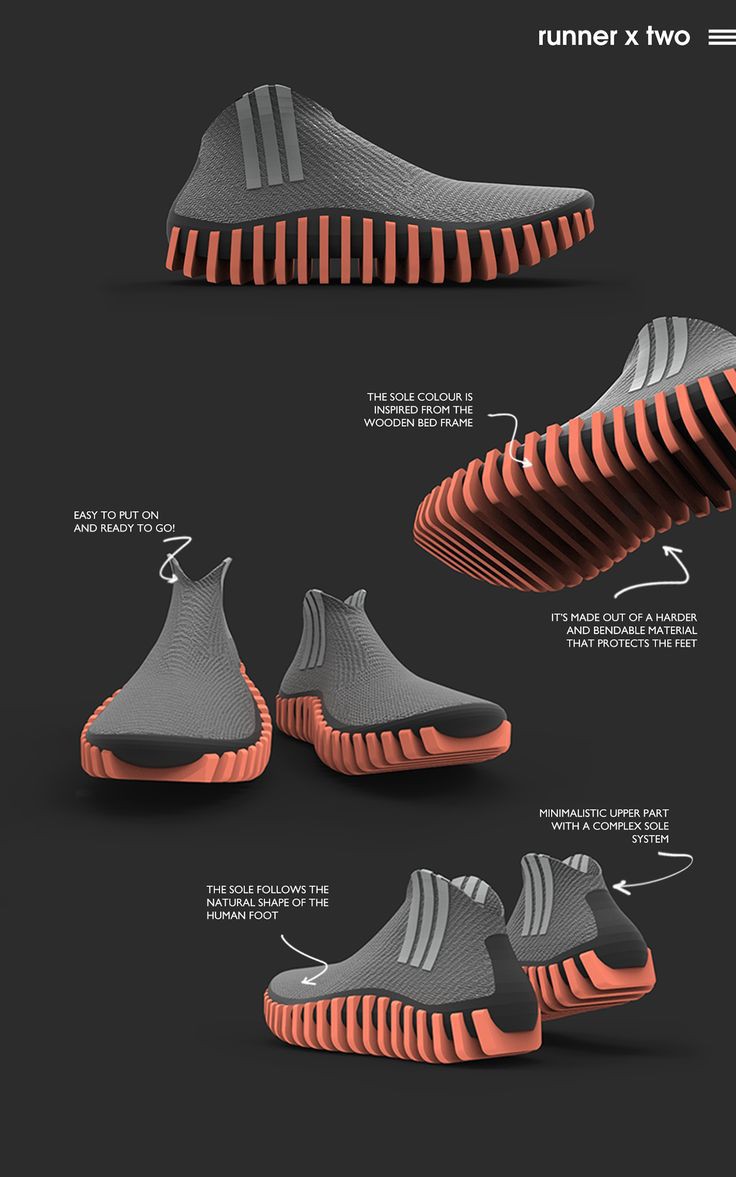 runner x two
THE SOLE COLOUR IS
INSPIRED FROM THE
WOODEN BED FRAME
EASY TO PUT ON
AND READY TO GO!
IT'S MADE OUT OF A HARDER
AND BENDABLE MATERIAL
THAT PROTECTS THE FEET
MINIMALISTIC UPPER PART
WITH A COMPLEX SOLE
SYSTEM
THE SOLE FOLLOWS THE
NATURAL SHAPE OF THE
HUMAN FOOT